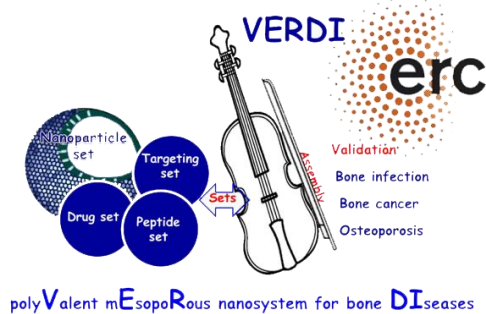 VERDI
erc
Nanoparticle
set
Targeting
set
Drug set
Peptide
set
Sets
Assembly
Validation
Bone infection
Bone cancer
Osteoporosis
polyValent mEsopoRous nanosystem for bone DIseases